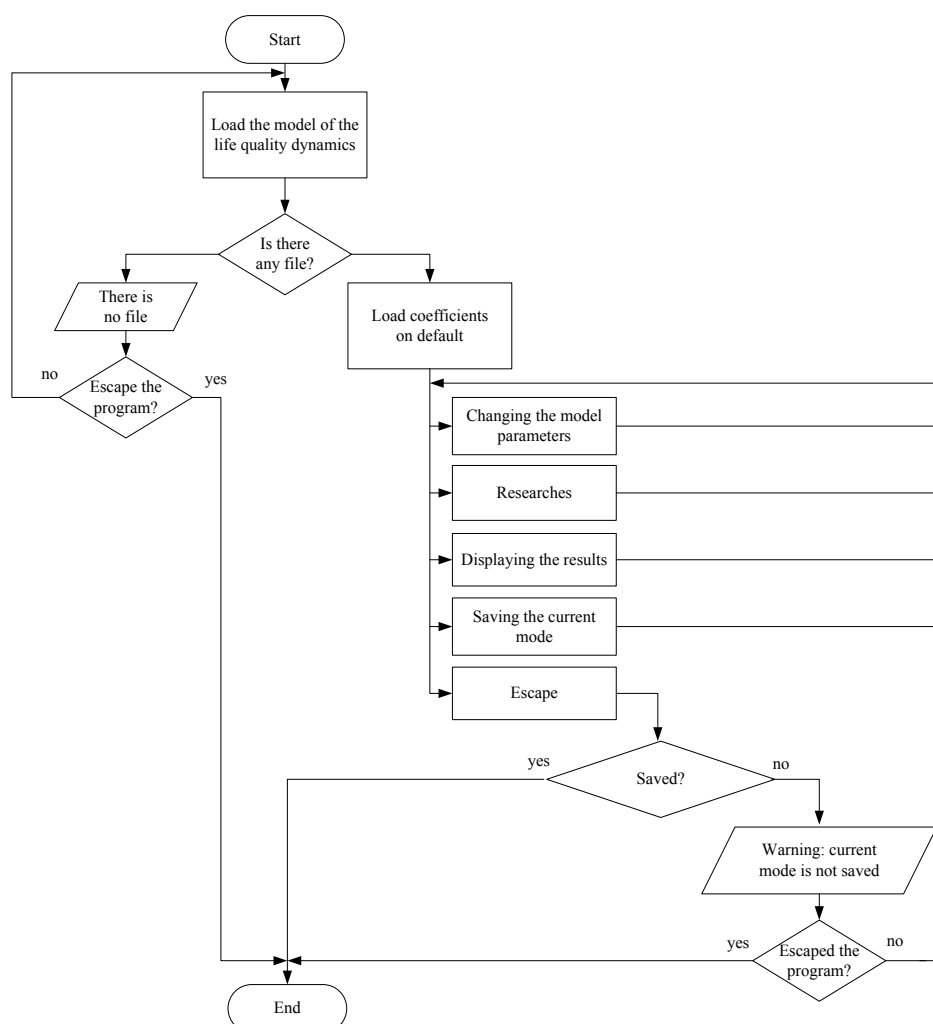 Start
Load the model of the
life quality dynamics
Is there
any file?
There is
no file
Load coefficients
on default
no
Escape the
program?
yes
Changing the model
parameters
Researches
Displaying the results
Saving the current
mode
Escape
yes
Saved?
no
Warning: current
mode is not saved
yes
Escaped the
program?
no
End